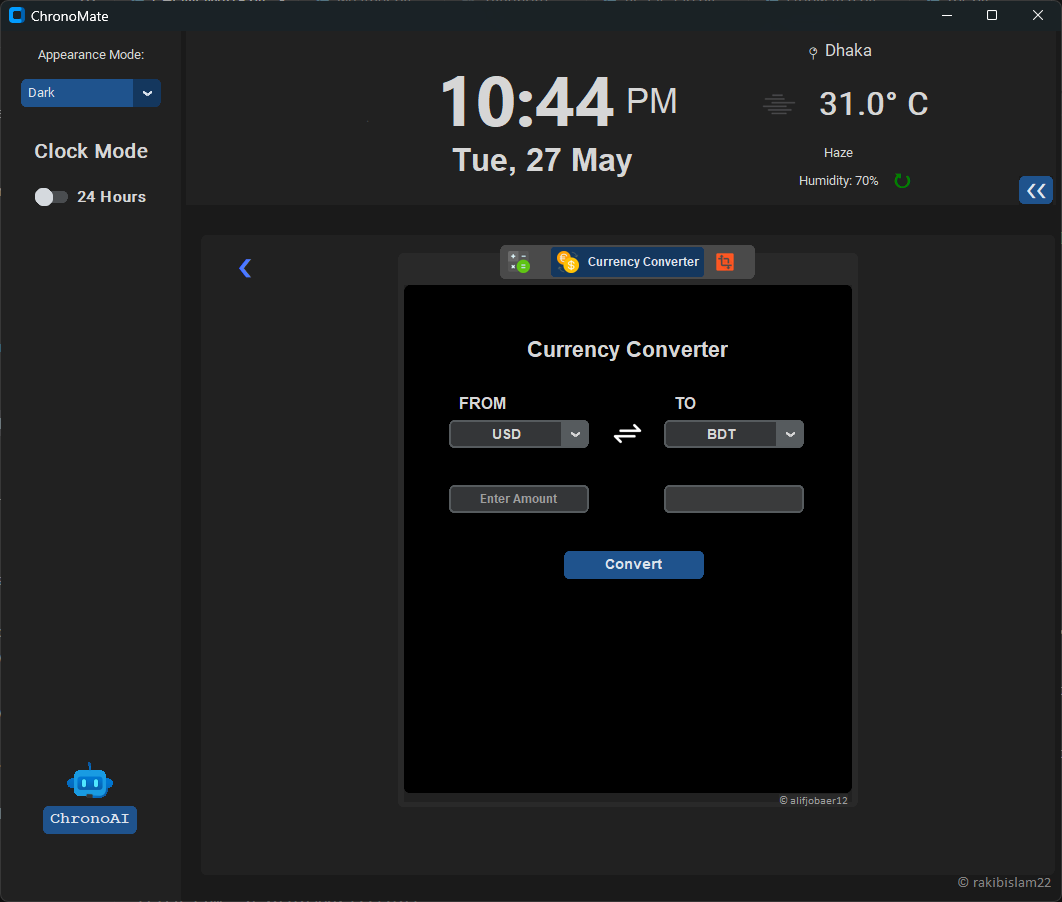 ChronoMate
Appearance Mode:
Dark
Clock Mode
24 Hours
10:44 PM
Tue, 27 May
Dhaka
31.0° C
Haze
Humidity: 70%
Currency Converter
Currency Converter
FROM
TO
USD
BDT
Enter Amount
Convert
© alifjobaer12
ChronoAI
© rakibislam22